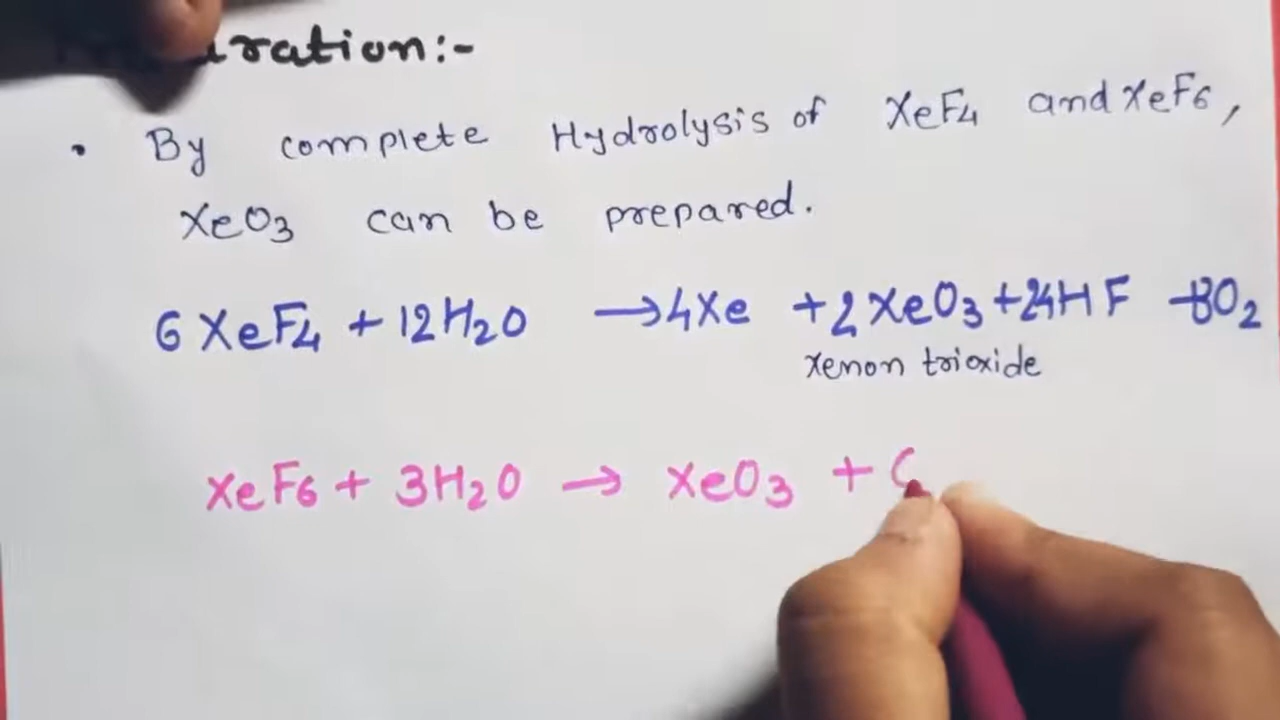 • By complete Hydrolysis of XeF4 and XeF6,
XeO3 can be prepared.
6 XeF4 + 12H2O → 4Xe + 2XeO3 + 24HF + 3O2
xenon trioxide
XeF6 + 3H2O → XeO3 +